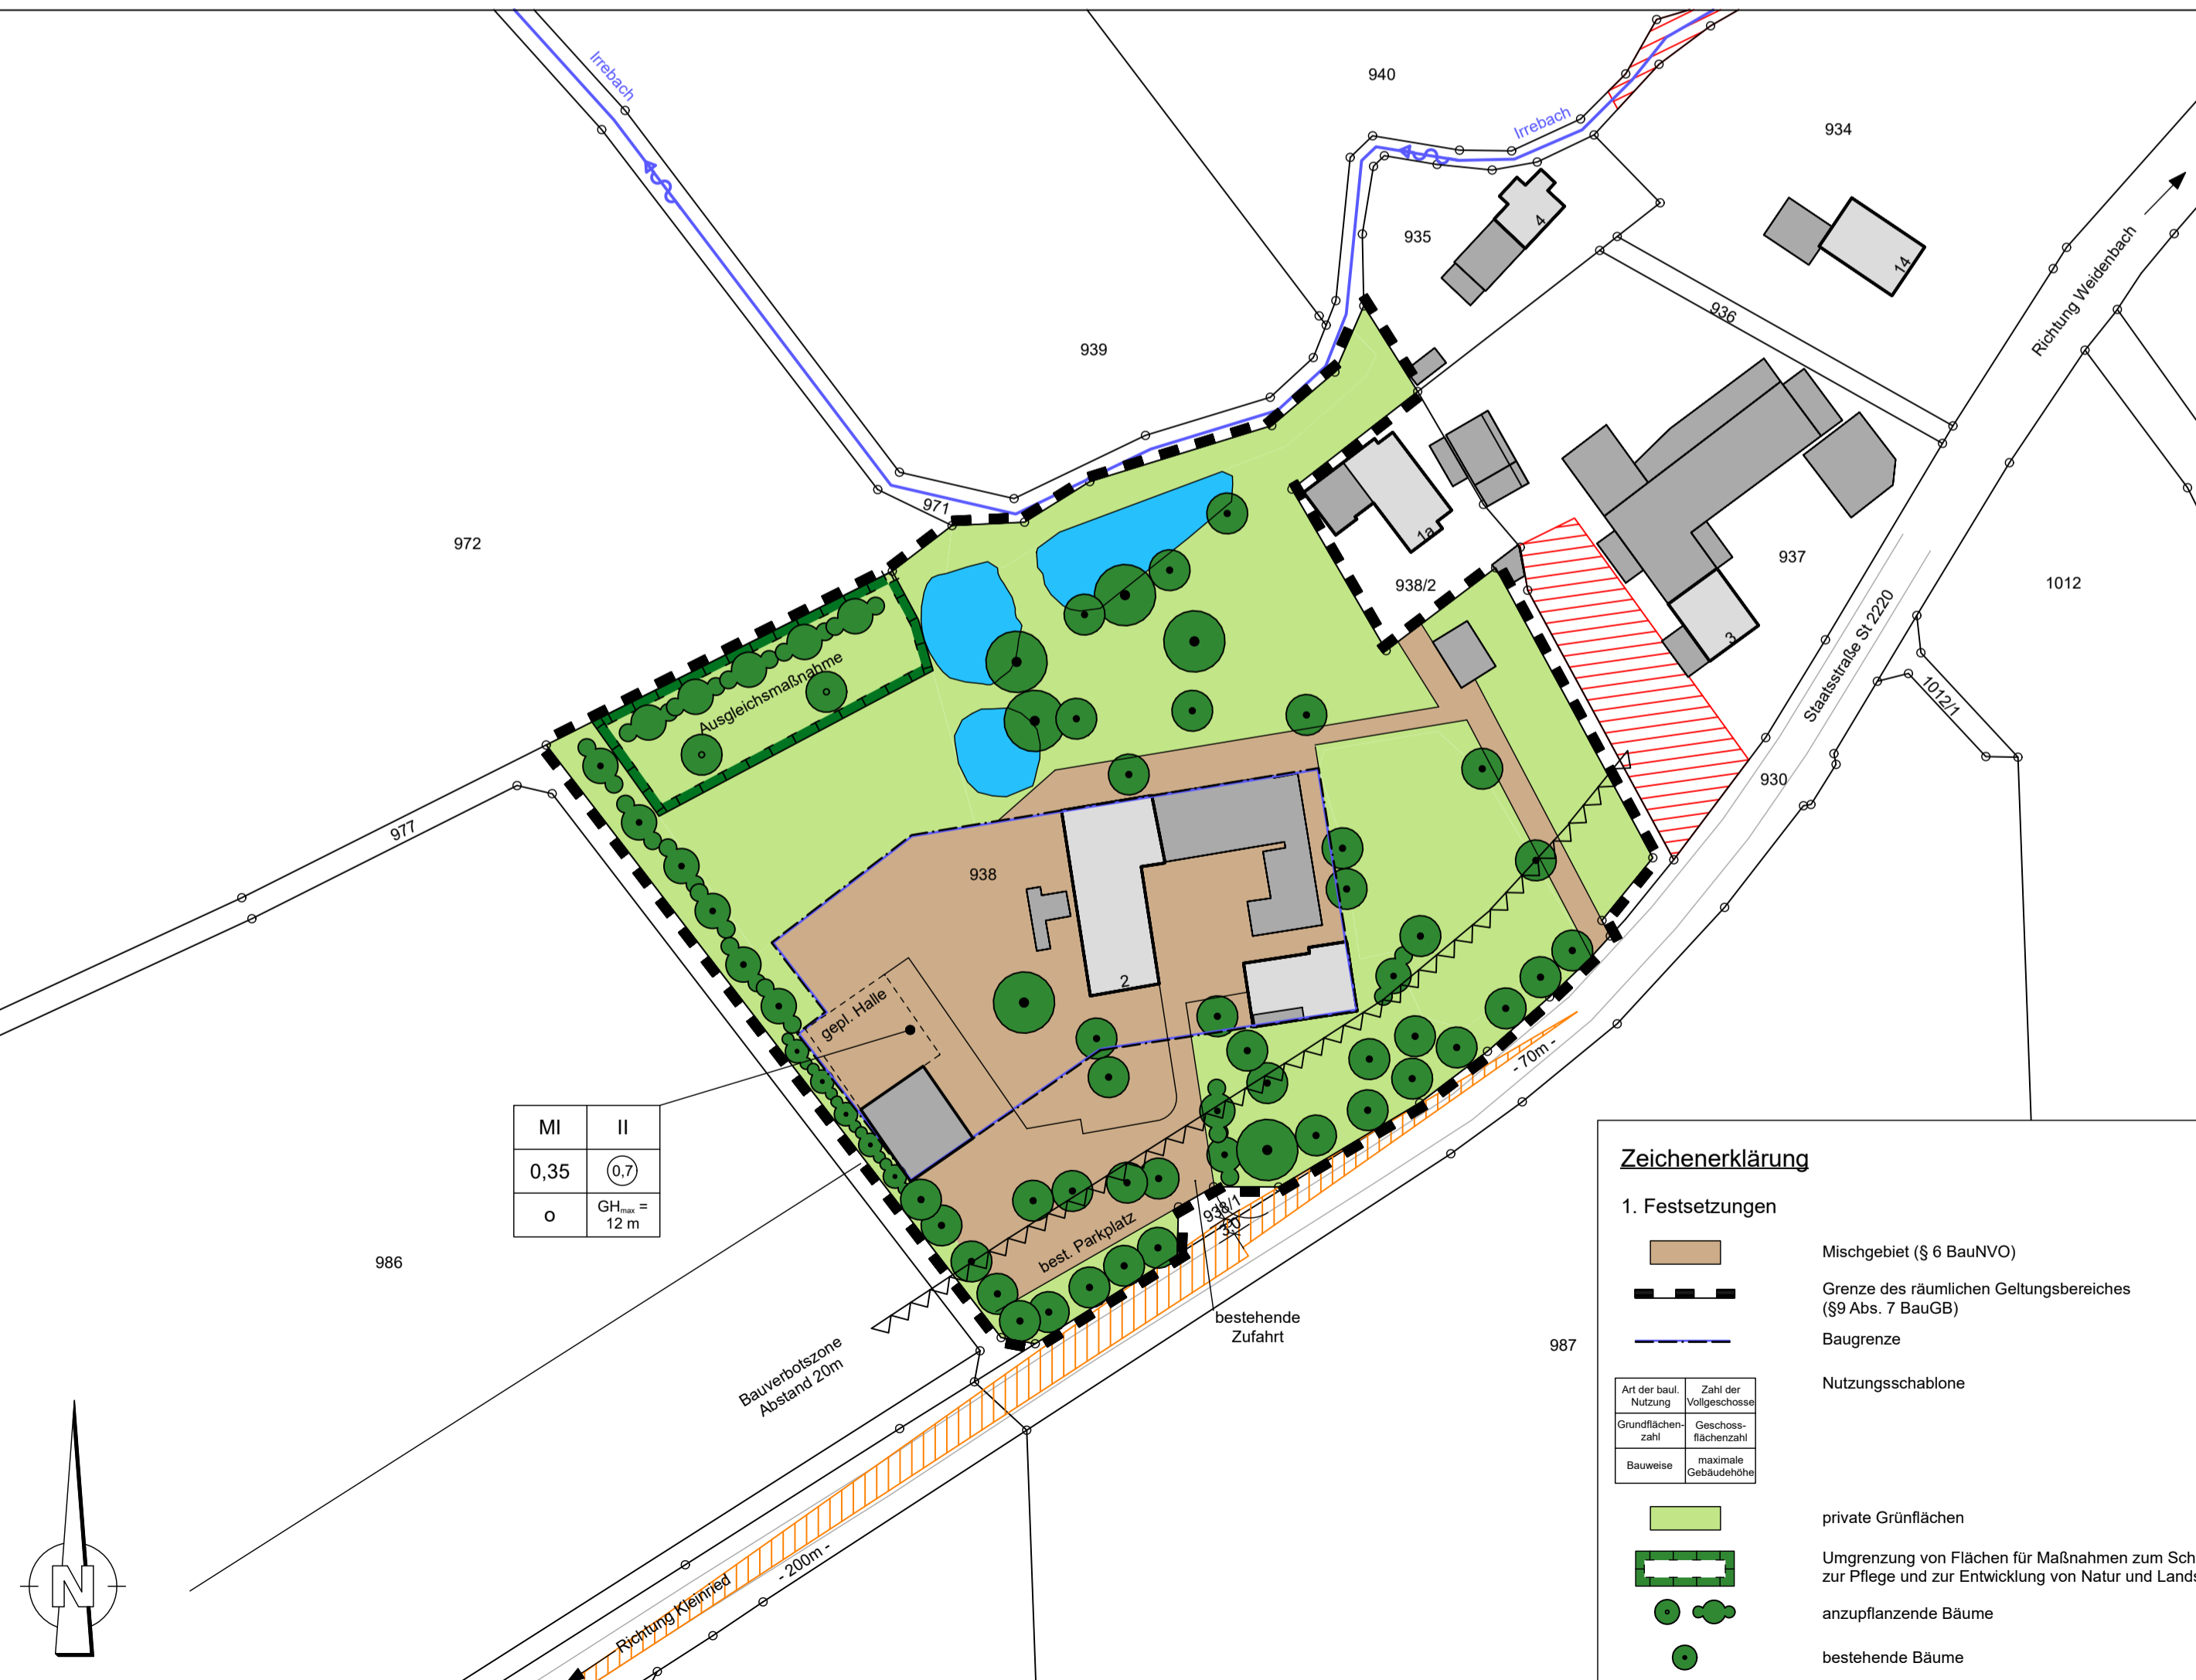 Irrebach
940
Irrebach
934
935
4
14
Richtung Weidenbach
936
939
971
972
1a
938/2
937
3
1012
Staatsstraße St 2220
1012/1
930
Ausgleichsmaßnahme
977
938
2
gepl. Halle
- 70m -
MI
II
0,35
0,7
o
GHmax =
12 m
938/1
3,0
best. Parkplatz
986
bestehende
Zufahrt
987
Bauverbotszone
Abstand 20m
- 200m -
Richtung Kleinried
N
Zeichenerklärung
1. Festsetzungen
Mischgebiet (§ 6 BauNVO)
Grenze des räumlichen Geltungsbereiches
(§9 Abs. 7 BauGB)
Baugrenze
Nutzungsschablone
Art der baul.
Nutzung
Zahl der
Vollgeschosse
Grundflächen-
zahl
Geschoss-
flächenzahl
Bauweise
maximale
Gebäudehöhe
private Grünflächen
Umgrenzung von Flächen für Maßnahmen zum Sch
zur Pflege und zur Entwicklung von Natur und Lands
anzupflanzende Bäume
bestehende Bäume